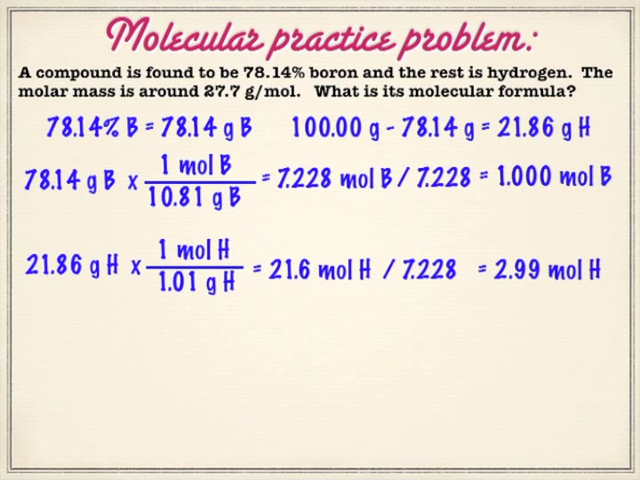 Molecular practice problem:
A compound is found to be 78.14% boron and the rest is hydrogen. The
molar mass is around 27.7 g/mol. What is its molecular formula?
78.14% B = 78.14 g B 100.00 g - 78.14 g = 21.86 g H
1 mol B
78.14 g B x = 7.228 mol B / 7.228 = 1.000 mol B
10.81 g B
1 mol H
21.86 g H x = 21.6 mol H / 7.228 = 2.99 mol H
1.01 g H